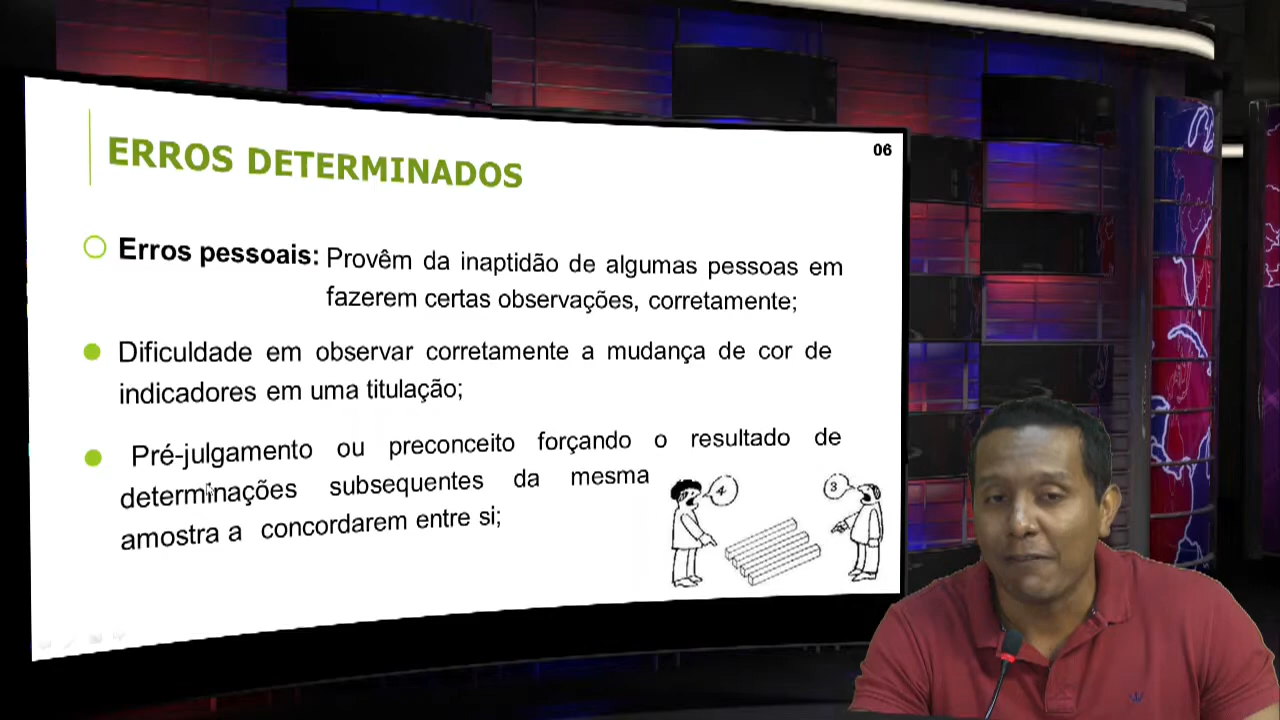 06
ERROS DETERMINADOS
Erros pessoais: Provêm da inaptidão de algumas pessoas em
fazerem certas observações, corretamente;
Dificuldade em observar corretamente a mudança de cor de
indicadores em uma titulação;
Pré-julgamento ou preconceito forçando o resultado de
determinações subsequentes da mesma
amostra a concordarem entre si;
4
3